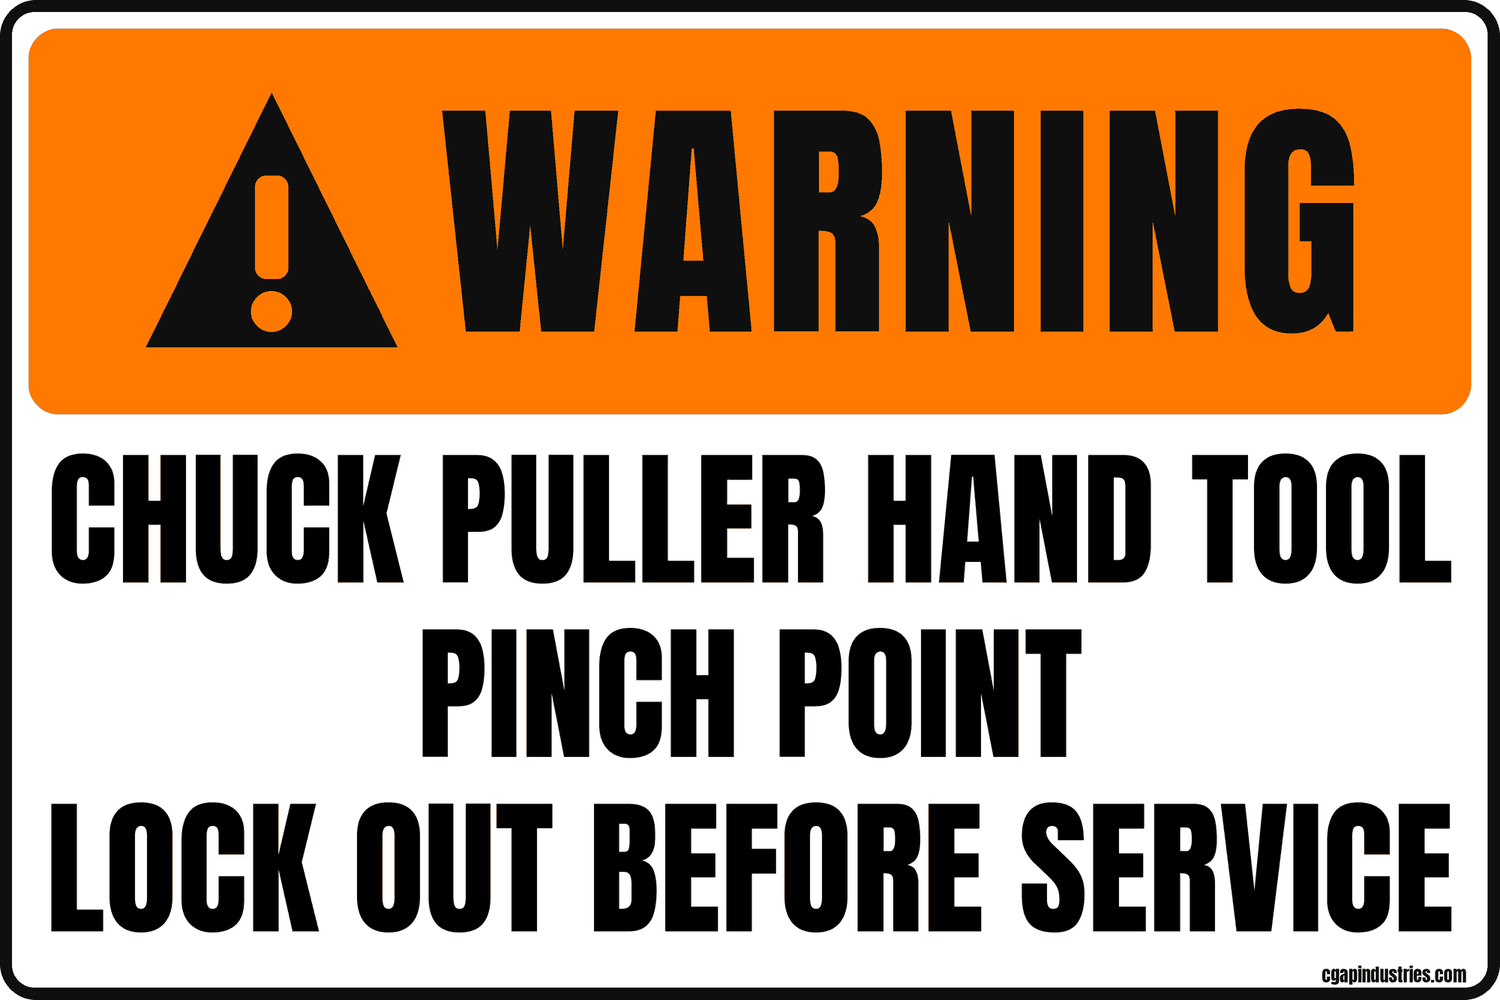 WARNING
CHUCK PULLER HAND TOOL
PINCH POINT
LOCK OUT BEFORE SERVICE
cgapindustries.com